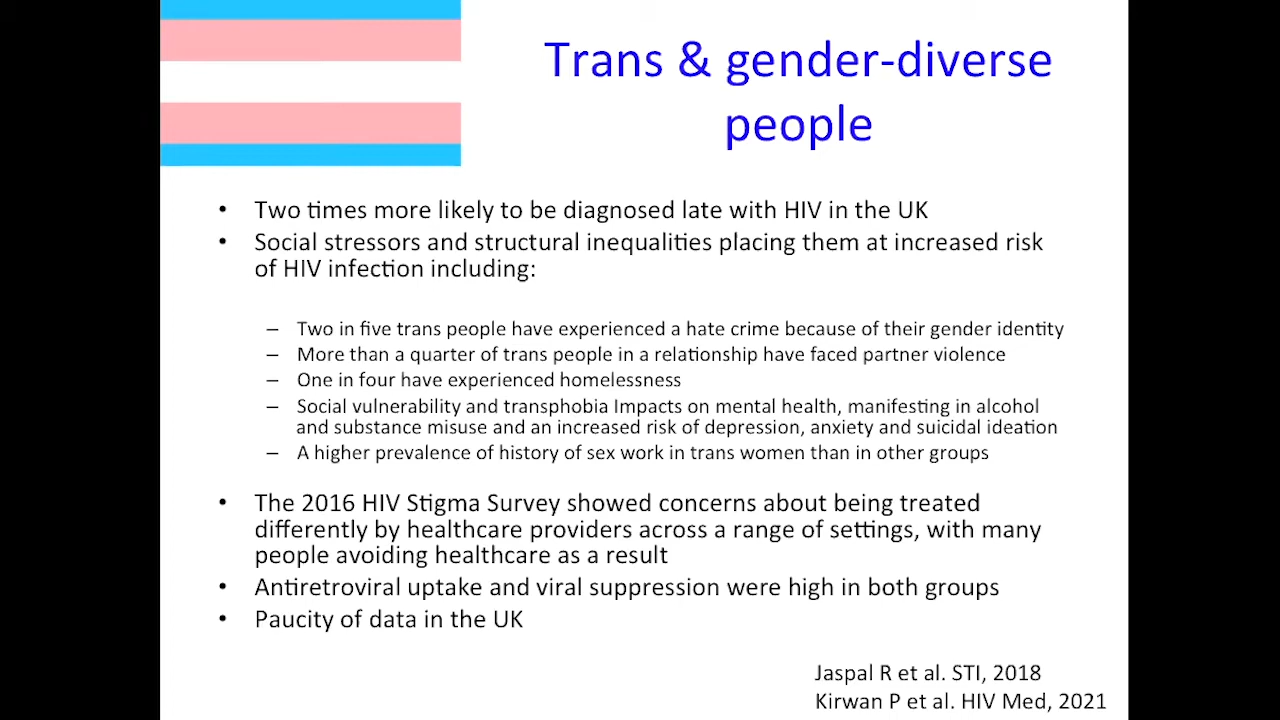 Trans & gender-diverse
people
• Two times more likely to be diagnosed late with HIV in the UK
• Social stressors and structural inequalities placing them at increased risk
of HIV infection including:
– Two in five trans people have experienced a hate crime because of their gender identity
– More than a quarter of trans people in a relationship have faced partner violence
– One in four have experienced homelessness
– Social vulnerability and transphobia Impacts on mental health, manifesting in alcohol
and substance misuse and an increased risk of depression, anxiety and suicidal ideation
– A higher prevalence of history of sex work in trans women than in other groups
• The 2016 HIV Stigma Survey showed concerns about being treated
differently by healthcare providers across a range of settings, with many
people avoiding healthcare as a result
• Antiretroviral uptake and viral suppression were high in both groups
• Paucity of data in the UK
Jaspal R et al. STI, 2018
Kirwan P et al. HIV Med, 2021